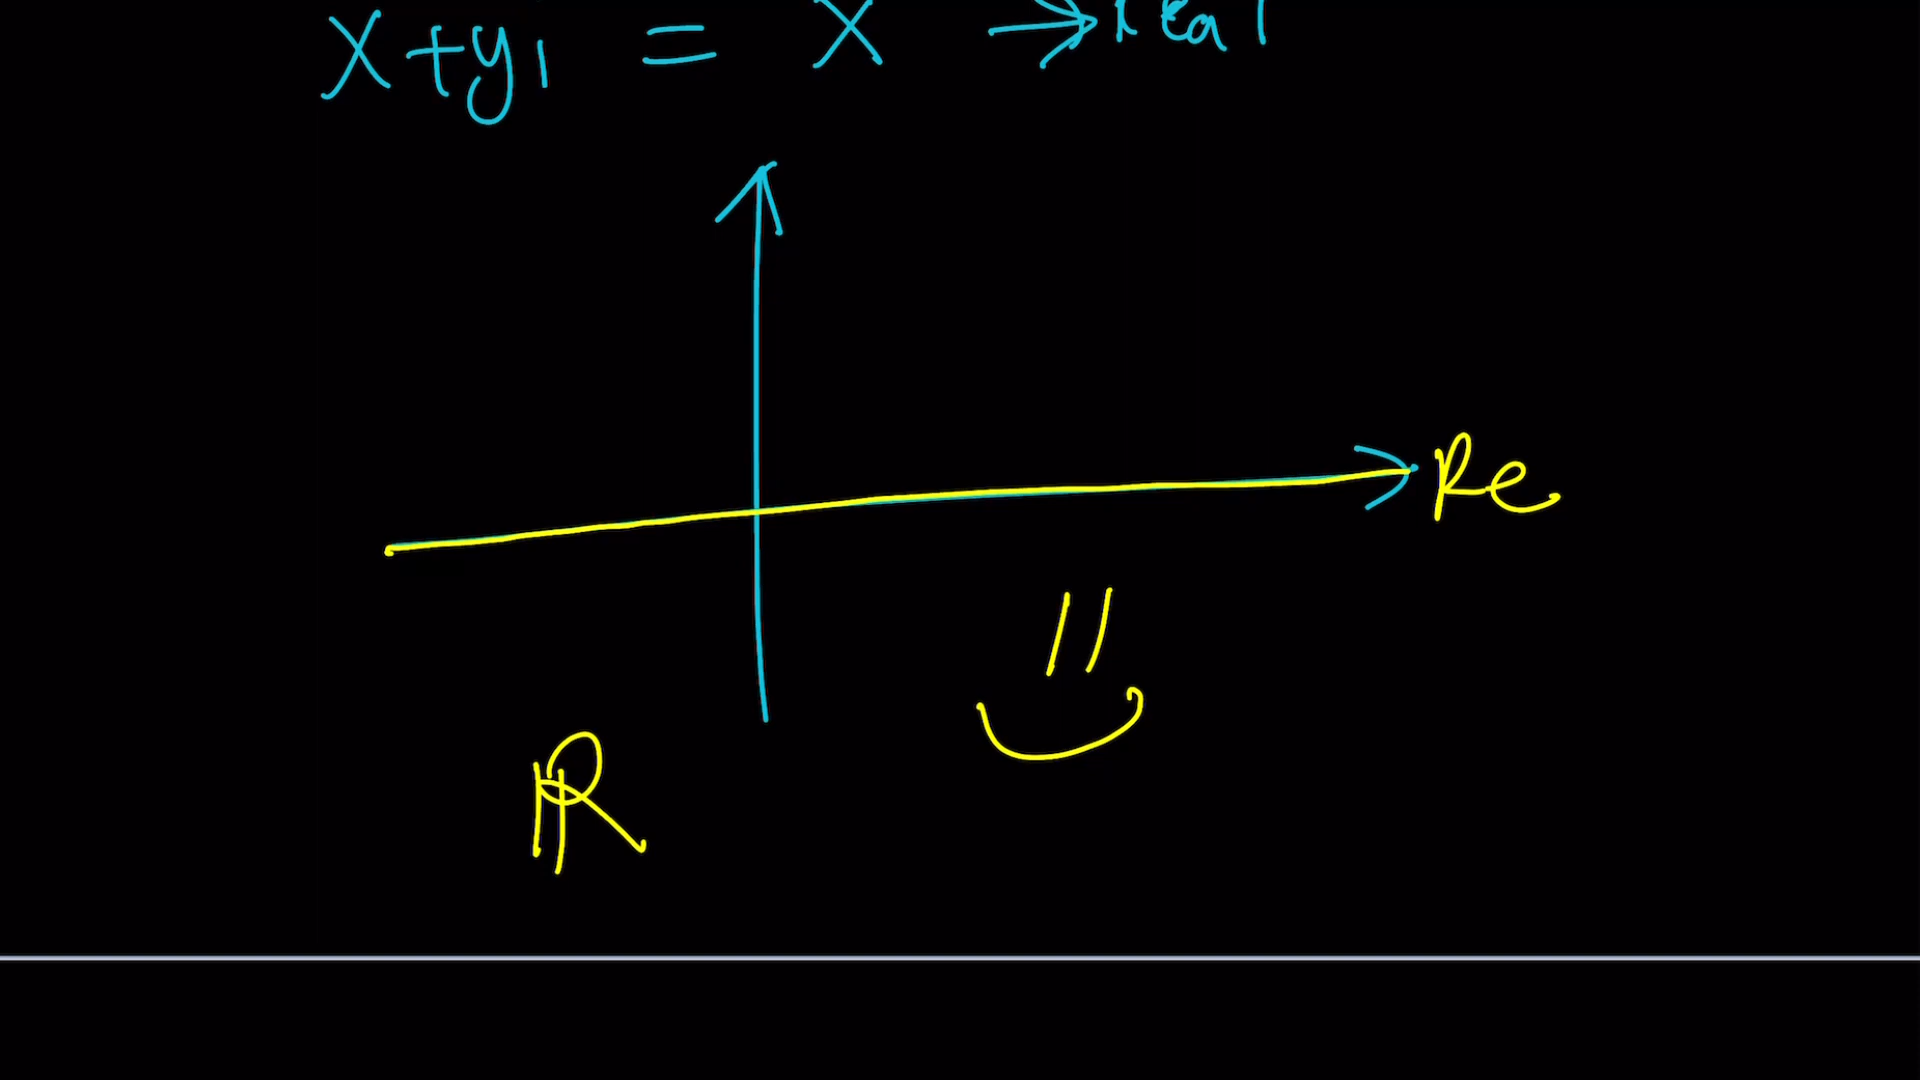 x+yi = x → real
Re
ℝ